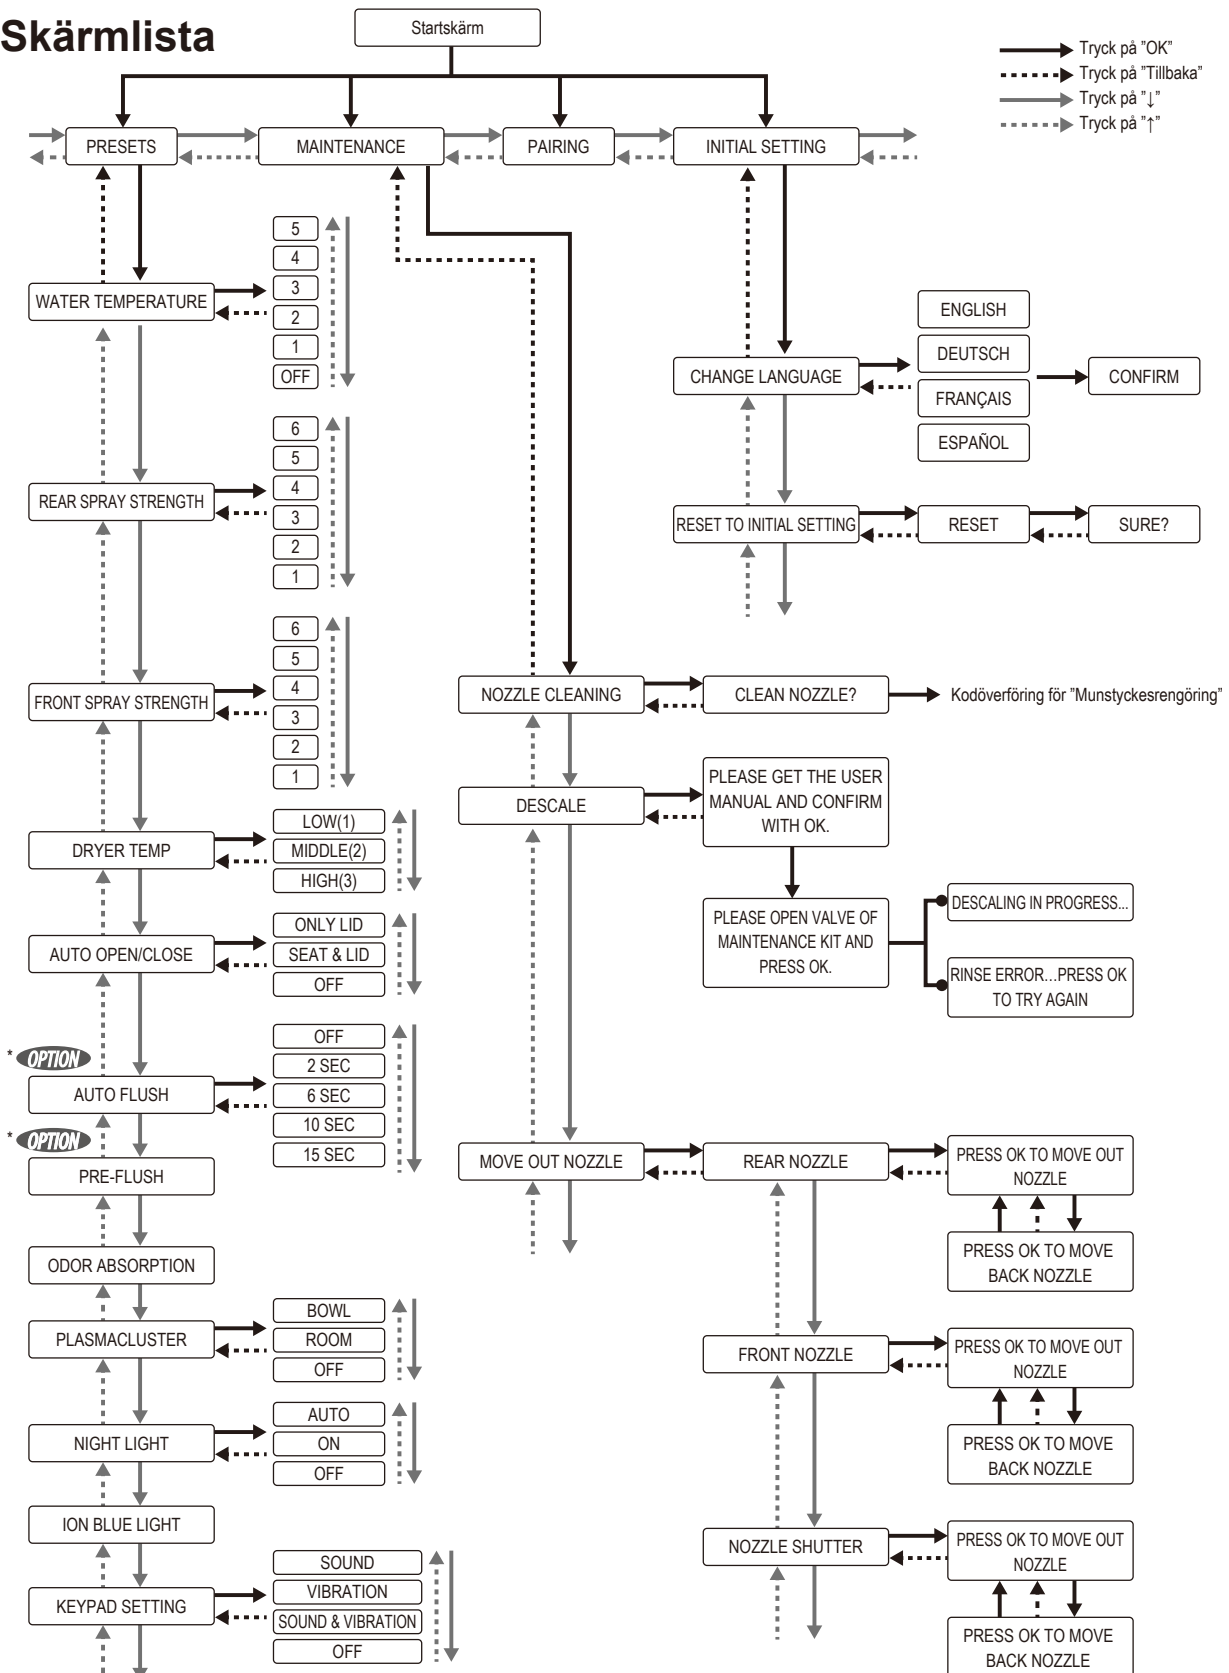 Skärmlista
Startskärm
Tryck på "OK"
Tryck på "Tillbaka"
Tryck på "↓"
Tryck på "↑"
PRESETS
MAINTENANCE
PAIRING
INITIAL SETTING
WATER TEMPERATURE
5
4
3
2
1
OFF
REAR SPRAY STRENGTH
6
5
4
3
2
1
FRONT SPRAY STRENGTH
6
5
4
3
2
1
DRYER TEMP
LOW(1)
MIDDLE(2)
HIGH(3)
AUTO OPEN/CLOSE
ONLY LID
SEAT & LID
OFF
* OPTION
AUTO FLUSH
OFF
2 SEC
6 SEC
10 SEC
15 SEC
* OPTION
PRE-FLUSH
ODOR ABSORPTION
PLASMACLUSTER
BOWL
ROOM
OFF
NIGHT LIGHT
AUTO
ON
OFF
ION BLUE LIGHT
KEYPAD SETTING
SOUND
VIBRATION
SOUND & VIBRATION
OFF
NOZZLE CLEANING
CLEAN NOZZLE?
Kodöverföring för "Munstyckesrengöring"
DESCALE
PLEASE GET THE USER
MANUAL AND CONFIRM
WITH OK.
PLEASE OPEN VALVE OF
MAINTENANCE KIT AND
PRESS OK.
DESCALING IN PROGRESS...
RINSE ERROR...PRESS OK
TO TRY AGAIN
MOVE OUT NOZZLE
REAR NOZZLE
PRESS OK TO MOVE OUT
NOZZLE
PRESS OK TO MOVE
BACK NOZZLE
FRONT NOZZLE
PRESS OK TO MOVE OUT
NOZZLE
PRESS OK TO MOVE
BACK NOZZLE
NOZZLE SHUTTER
PRESS OK TO MOVE OUT
NOZZLE
PRESS OK TO MOVE
BACK NOZZLE
CHANGE LANGUAGE
ENGLISH
DEUTSCH
FRANÇAIS
ESPAÑOL
CONFIRM
RESET TO INITIAL SETTING
RESET
SURE?